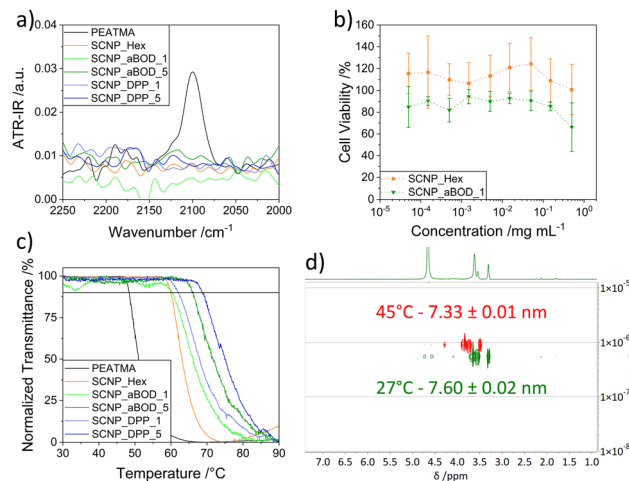 a)
0.04
0.03
0.02
0.01
0.00
ATR-IR /a.u.
PEATMA
SCNP_Hex
SCNP_aBOD_1
SCNP_aBOD_5
SCNP_DPP_1
SCNP_DPP_5
2250 2200 2150 2100 2050 2000
Wavenumber /cm⁻¹
b)
160
140
120
100
80
60
40
20
0
Cell Viability /%
SCNP_Hex
SCNP_aBOD_1
10⁻⁵ 10⁻⁴ 10⁻³ 10⁻² 10⁻¹ 10⁰
Concentration /mg mL⁻¹
c)
100
75
50
25
0
Normalized Transmittance /%
PEATMA
SCNP_Hex
SCNP_aBOD_1
SCNP_aBOD_5
SCNP_DPP_1
SCNP_DPP_5
30 40 50 60 70 80 90
Temperature /°C
d)
45°C - 7.33 ± 0.01 nm
27°C - 7.60 ± 0.02 nm
1×10⁻⁵
1×10⁻⁶
1×10⁻⁷
1×10⁻⁸
7.0 6.5 6.0 5.5 5.0 4.5 4.0 3.5 3.0 2.5 2.0 1.5 1.0
δ /ppm